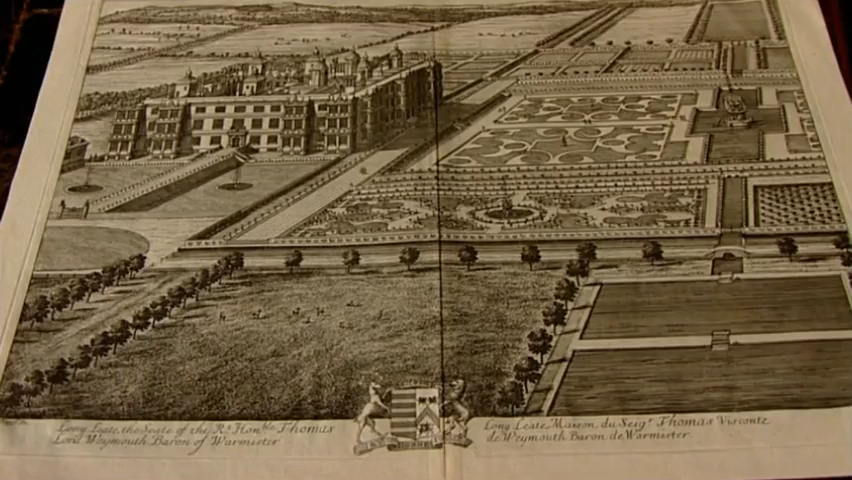 Long Leate, the Seate of the Rt. Honble. Thomas
Lord Weymouth Baron of Warmister
Long Leate Maison du Seigr. Thomas Viscontz
de Weymouth Baron de Warmister